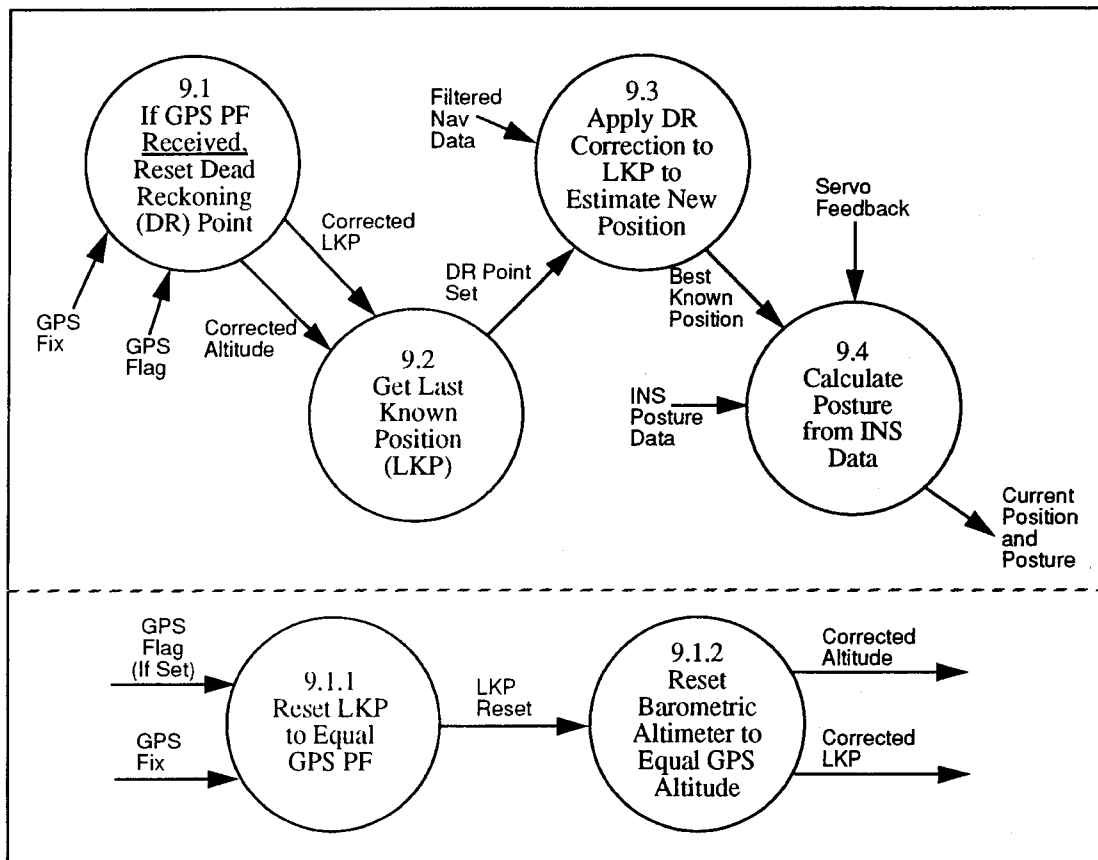 9.1
If GPS PF
Received,
Reset Dead
Reckoning
(DR) Point
GPS
Fix
GPS
Flag
Corrected
LKP
Corrected
Altitude
9.2
Get Last
Known
Position
(LKP)
DR Point
Set
Filtered
Nav
Data
9.3
Apply DR
Correction to
LKP to
Estimate New
Position
Best
Known
Position
Servo
Feedback
INS
Posture
Data
9.4
Calculate
Posture
from INS
Data
Current
Position
and
Posture
GPS
Flag
(If Set)
GPS
Fix
9.1.1
Reset LKP
to Equal
GPS PF
LKP
Reset
9.1.2
Reset
Barometric
Altimeter to
Equal GPS
Altitude
Corrected
Altitude
Corrected
LKP